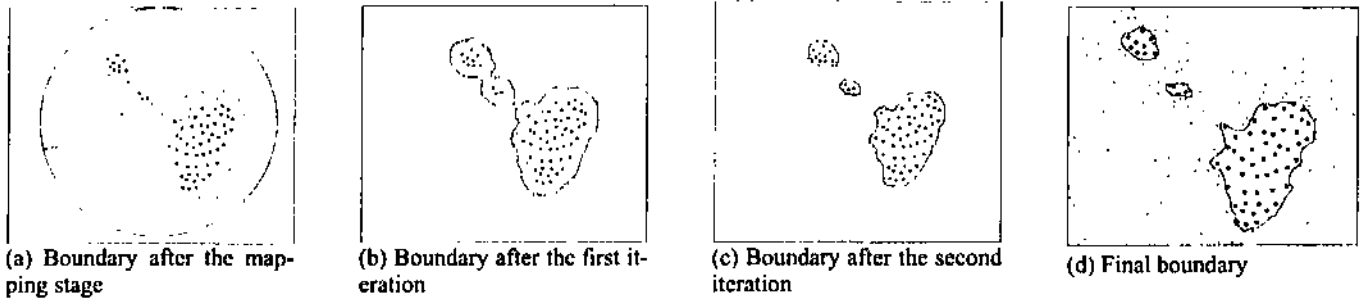 (a) Boundary after the map-
ping stage
(b) Boundary after the first it-
eration
(c) Boundary after the second
iteration
(d) Final boundary